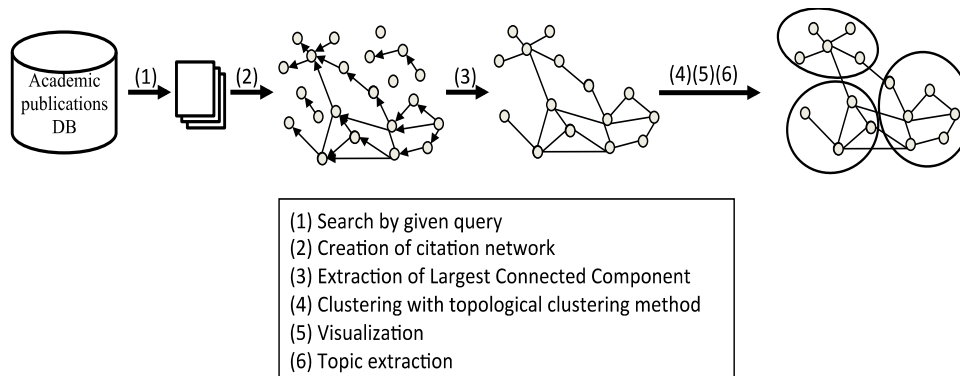 Academic
publications
DB
(1)
(2)
(3)
(4)(5)(6)
(1) Search by given query
(2) Creation of citation network
(3) Extraction of Largest Connected Component
(4) Clustering with topological clustering method
(5) Visualization
(6) Topic extraction